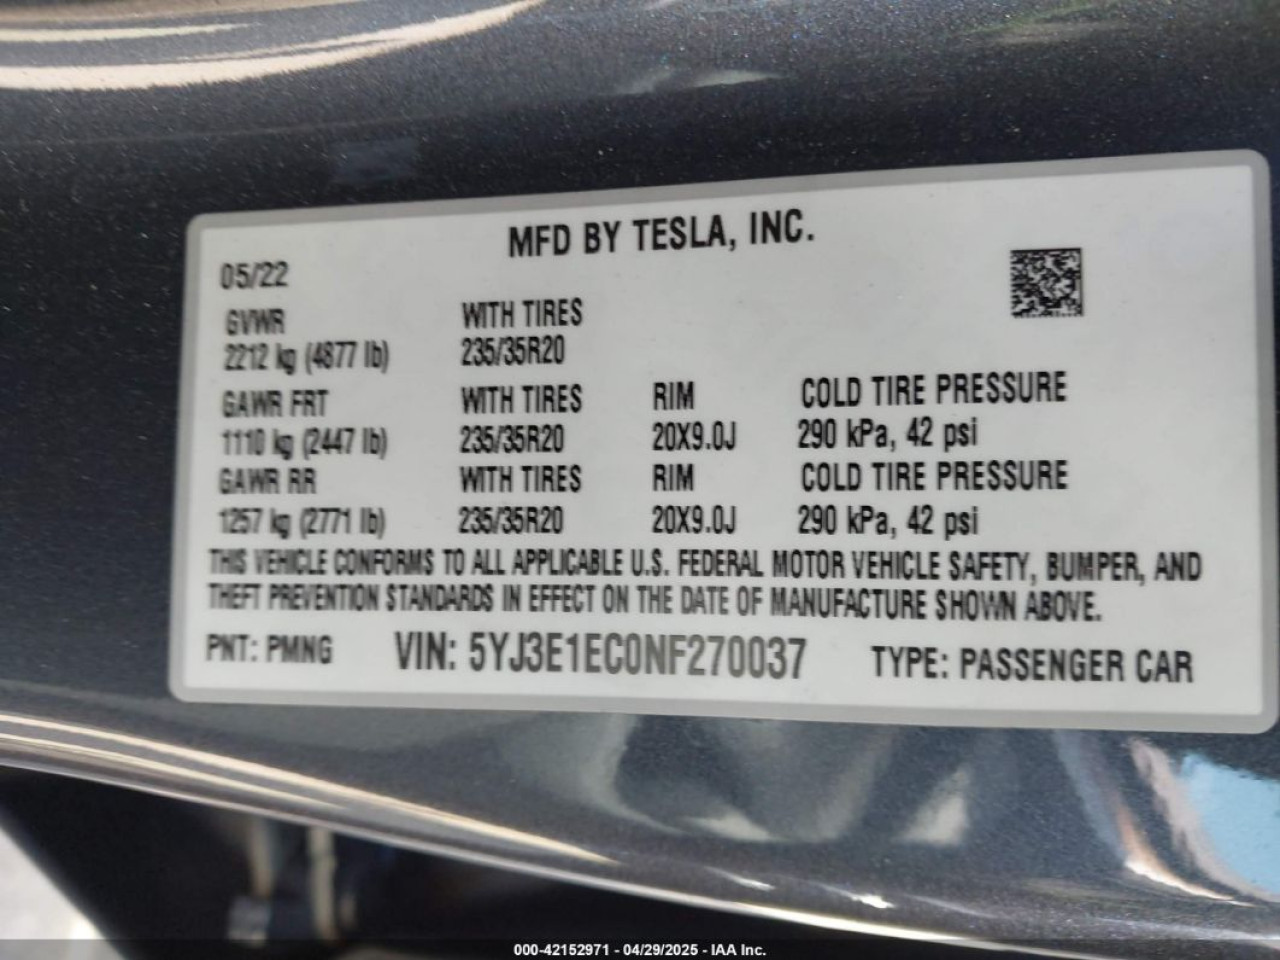 MFD BY TESLA, INC.
05/22
GVWR WITH TIRES
2212 kg (4877 lb) 235/35R20
GAWR FRT WITH TIRES RIM COLD TIRE PRESSURE
1110 kg (2447 lb) 235/35R20 20X9.0J 290 kPa, 42 psi
GAWR RR WITH TIRES RIM COLD TIRE PRESSURE
1257 kg (2771 lb) 235/35R20 20X9.0J 290 kPa, 42 psi
THIS VEHICLE CONFORMS TO ALL APPLICABLE U.S. FEDERAL MOTOR VEHICLE SAFETY, BUMPER, AND
THEFT PREVENTION STANDARDS IN EFFECT ON THE DATE OF MANUFACTURE SHOWN ABOVE.
PNT: PMNG VIN: 5YJ3E1EC0NF270037 TYPE: PASSENGER CAR
000-42152971 - 04/29/2025 - IAA Inc.